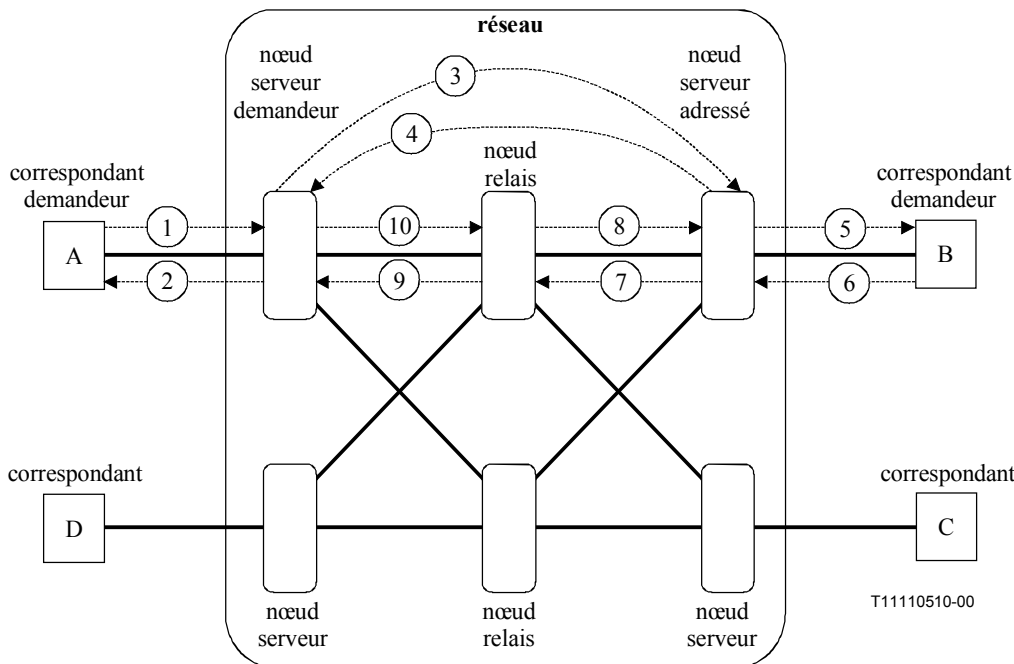 réseau
nœud
serveur
demandeur
3
nœud
serveur
adressé
4
nœud
relais
correspondant
demandeur
correspondant
demandeur
1
10
8
5
A
B
2
9
7
6
correspondant
correspondant
D
C
T11110510-00
nœud
serveur
nœud
relais
nœud
serveur